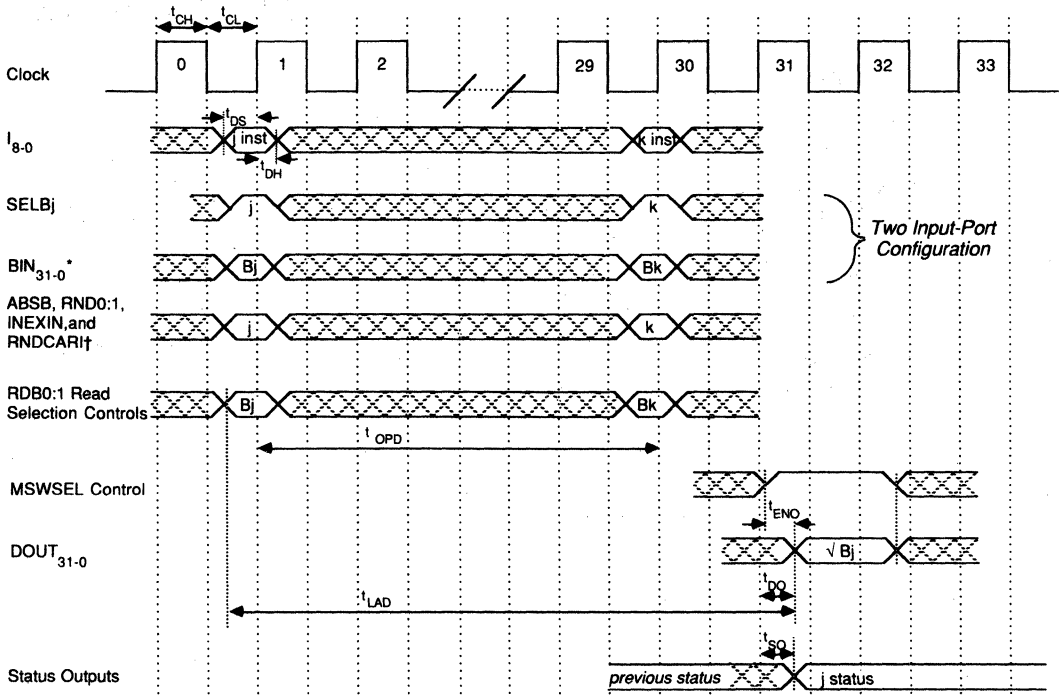 tCH tCL
Clock 0 1 2 29 30 31 32 33
tDS
I8-0 j inst k inst
tDH
SELBj j k
Two Input-Port
Configuration
BIN31-0* Bj Bk
ABSB, RND0:1,
INEXIN,and
RNDCARI† j k
RDB0:1 Read
Selection Controls Bj Bk
tOPD
MSWSEL Control
tENO
DOUT31-0 √ Bj
tDO
tLAD
tSO
Status Outputs previous status j status